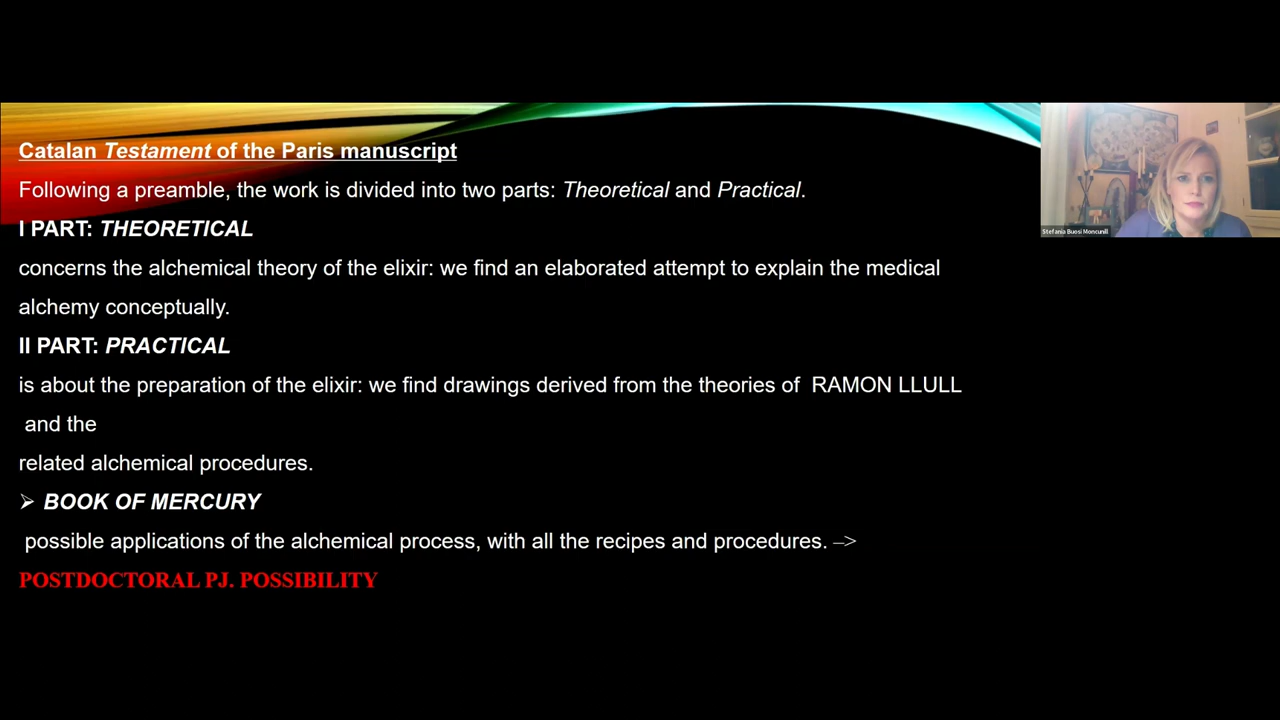 Catalan Testament of the Paris manuscript
Following a preamble, the work is divided into two parts: Theoretical and Practical.
I PART: THEORETICAL
concerns the alchemical theory of the elixir: we find an elaborated attempt to explain the medical
alchemy conceptually.
II PART: PRACTICAL
is about the preparation of the elixir: we find drawings derived from the theories of RAMON LLULL
and the
related alchemical procedures.
➢ BOOK OF MERCURY
possible applications of the alchemical process, with all the recipes and procedures. –>
POSTDOCTORAL PJ. POSSIBILITY
Stefania Buosi Moncunill